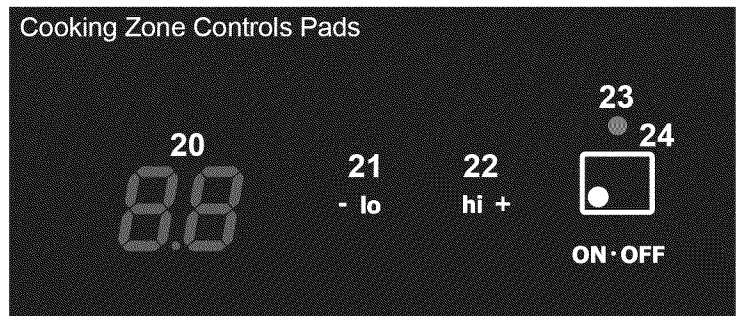 Cooking Zone Controls Pads
23
20
24
21
22
8.8
- lo
hi +
ON·OFF